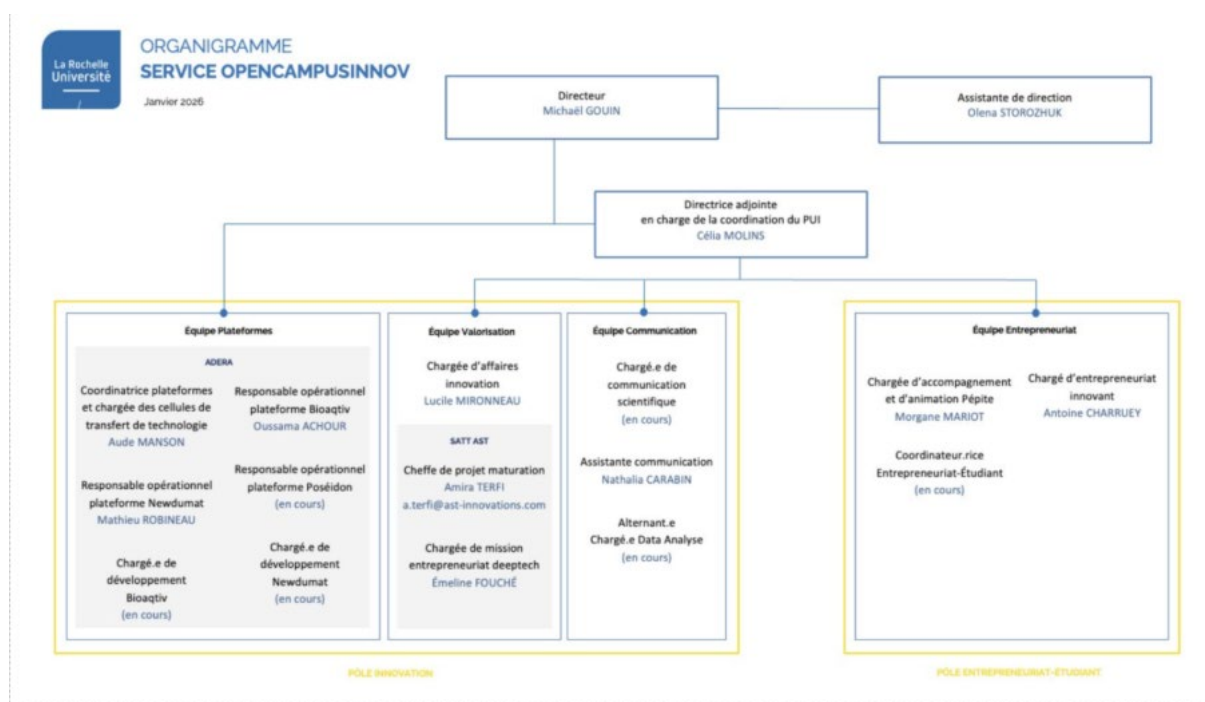 La Rochelle
Université
ORGANIGRAMME
SERVICE OPENCAMPUSINNOV
Janvier 2026
Directeur
Michaël GOUIN
Assistante de direction
Olena STOROZHUK
Directrice adjointe
en charge de la coordination du PUI
Célia MOLINS
Équipe Plateformes
ADERA
Coordinatrice plateformes
et chargée des cellules de
transfert de technologie
Aude MANSON
Responsable opérationnel
plateforme Bioaqtiv
Oussama ACHOUR
Responsable opérationnel
plateforme Newdumat
Mathieu ROBINEAU
Responsable opérationnel
plateforme Poséidon
(en cours)
Chargé.e de
développement
Bioaqtiv
(en cours)
Chargé.e de
développement
Newdumat
(en cours)
Équipe Valorisation
Chargée d'affaires
innovation
Lucile MIRONNEAU
SATT AST
Cheffe de projet maturation
Amira TERFI
a.terfi@ast-innovations.com
Chargée de mission
entrepreneuriat deeptech
Émeline FOUCHÉ
Équipe Communication
Chargé.e de
communication
scientifique
(en cours)
Assistante communication
Nathalia CARABIN
Alternant.e
Chargé.e Data Analyse
(en cours)
Équipe Entrepreneuriat
Chargée d'accompagnement
et d'animation Pépite
Morgane MARIOT
Chargé d'entrepreneuriat
innovant
Antoine CHARRUEY
Coordinateur.rice
Entrepreneuriat-Étudiant
(en cours)
PÔLE INNOVATION
PÔLE ENTREPRENEURIAT-ÉTUDIANT